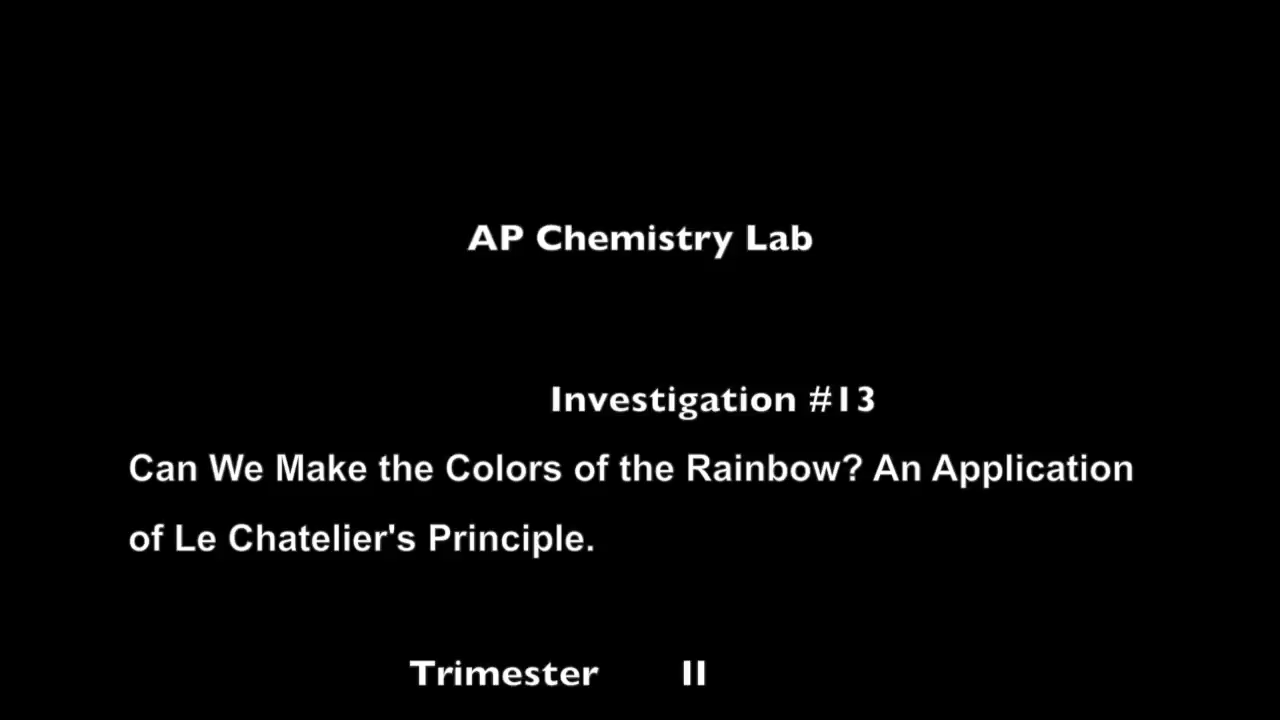 AP Chemistry Lab
Investigation #13
Can We Make the Colors of the Rainbow? An Application
of Le Chatelier's Principle.
Trimester II